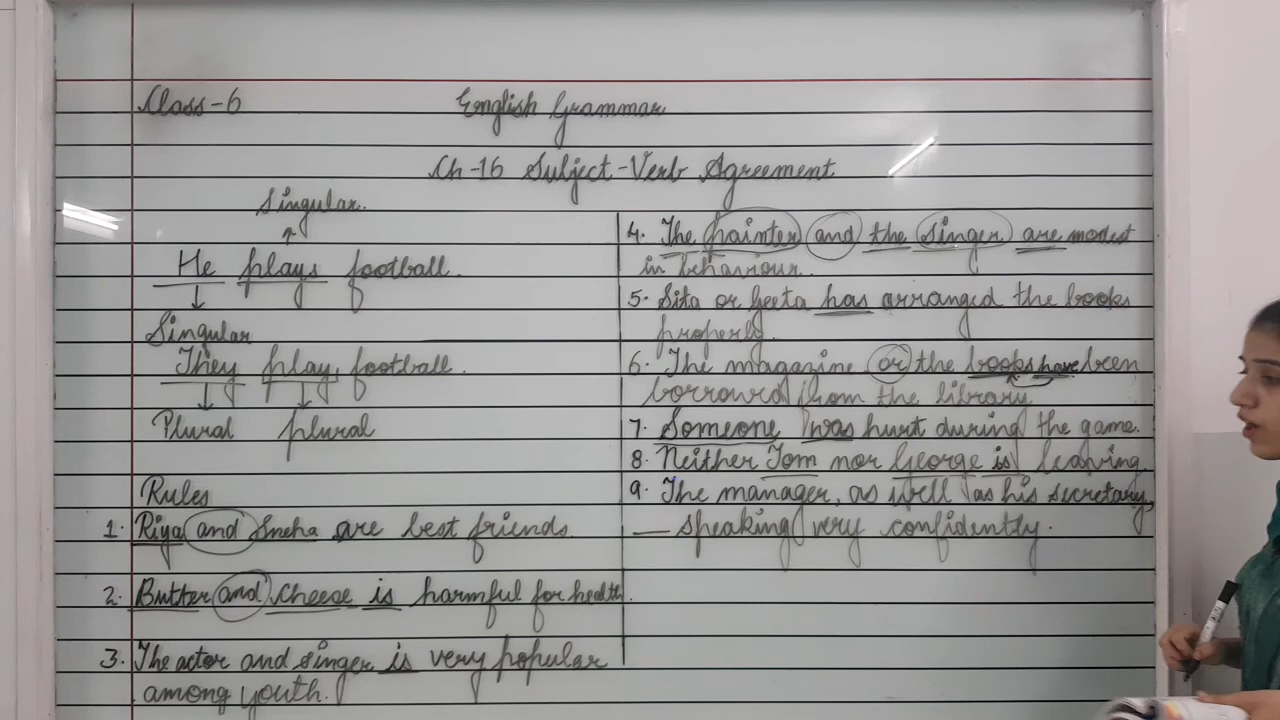 Class-6
English Grammar
Ch-16 Subject-Verb Agreement
Singular.
He plays football.
Singular
They play football.
Plural plural
Rules
1. Riya and Sneha are best friends.
2. Butter and cheese is harmful for health.
3. The actor and singer is very popular
among youth.
4. The painter and the singer are modest
in behaviour.
5. Sita or Geeta has arranged the books
properly.
6. The magazine or the books have been
borrowed from the library
7. Someone was hurt during the game.
8. Neither Tom nor George is leaving.
9. The manager, as well as his secretary,
— speaking very confidently.